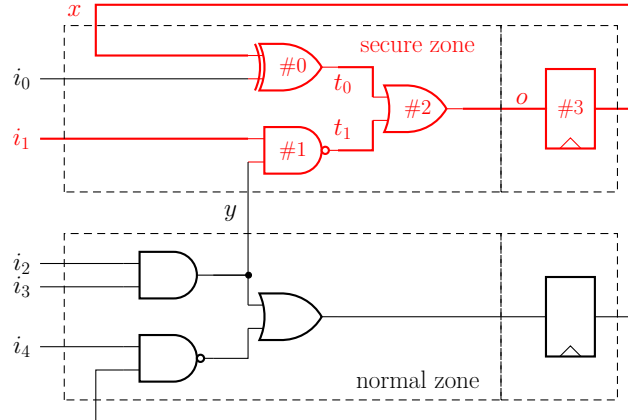 x
secure zone
i₀
#0
t₀
#2
o
#3
i₁
#1
t₁
y
i₂
i₃
i₄
normal zone